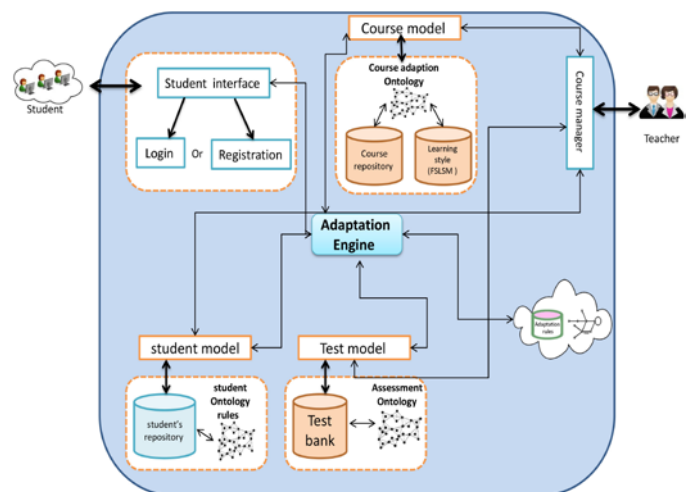 Course model
Student interface
Course adaption
Ontology
Student
Login
Or
Registration
Course
repository
Learning
style
(FSLSM )
Course manager
Teacher
Adaptation
Engine
Adaptation
rules
student model
Test model
student
Ontology
rules
student's
repository
Assessment
Ontology
Test
bank